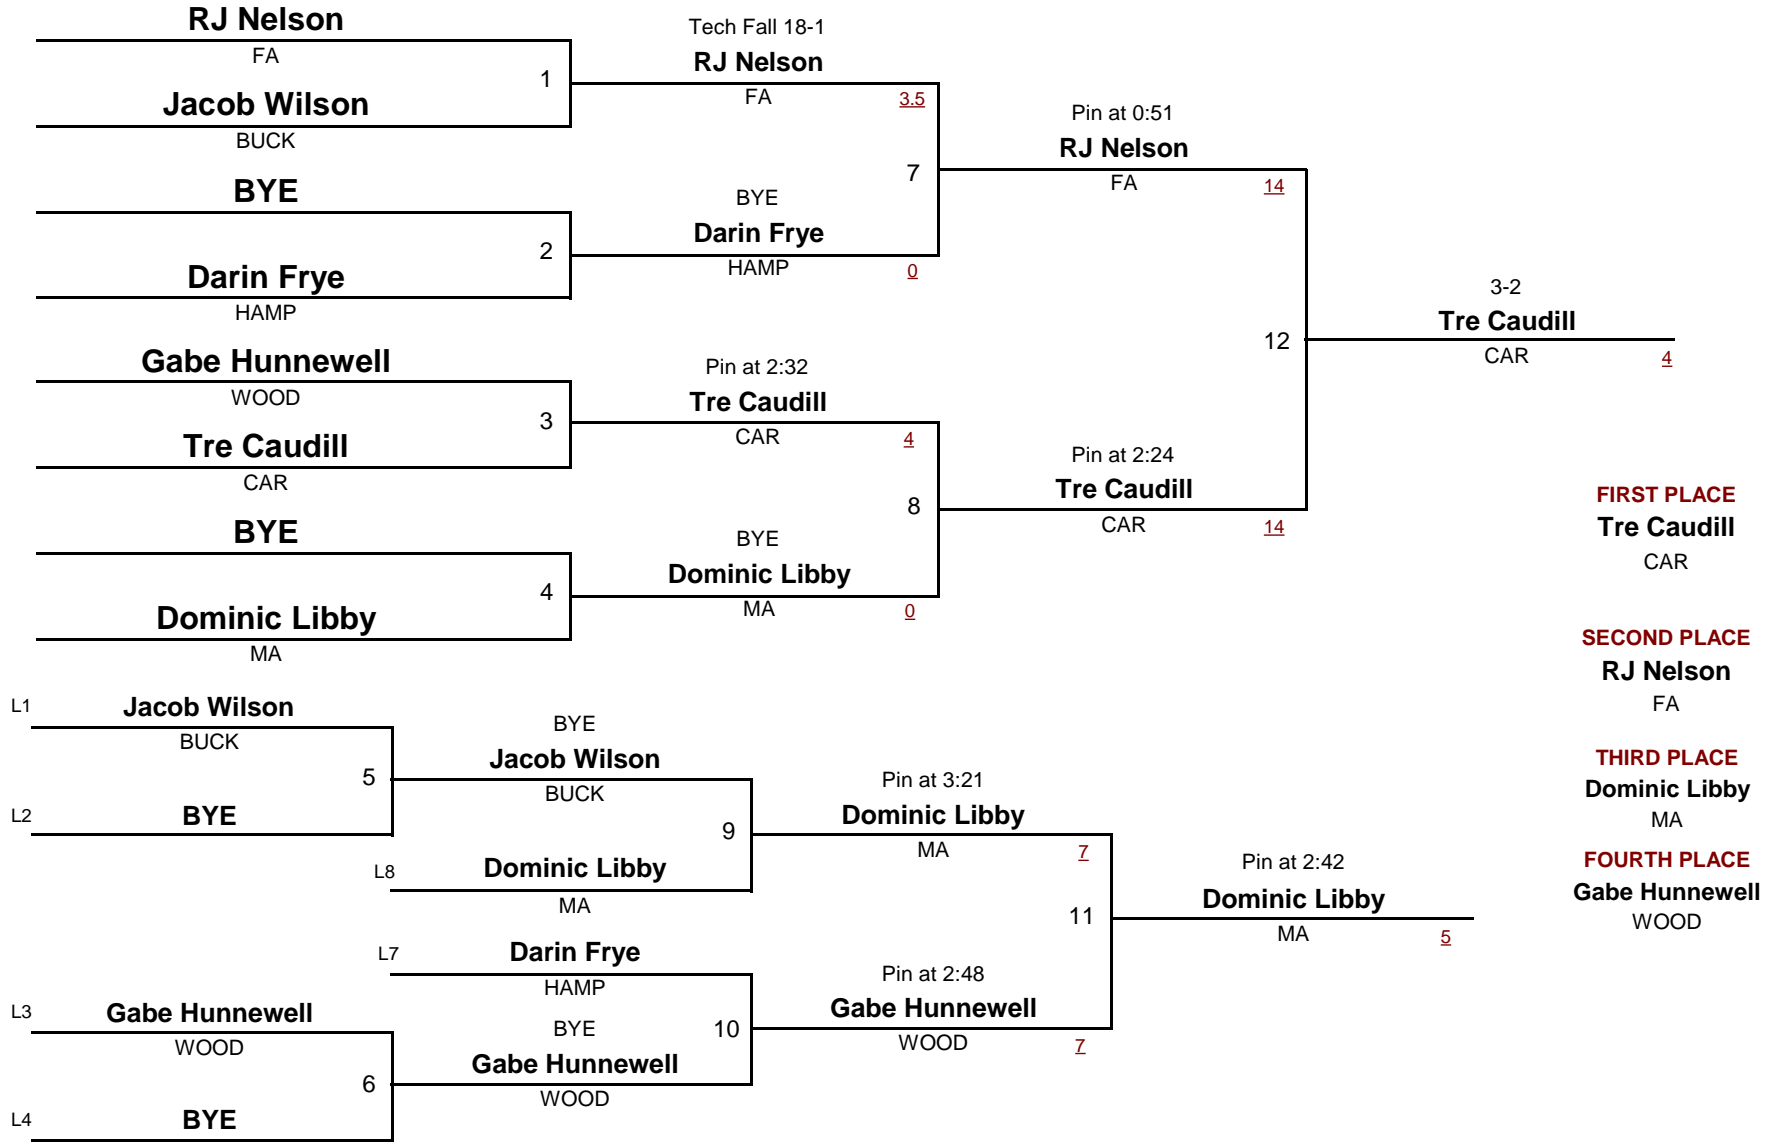 RJ Nelson
FA
1
Jacob Wilson
BUCK
BYE
2
Darin Frye
HAMP
Gabe Hunnewell
WOOD
3
Tre Caudill
CAR
BYE
4
Dominic Libby
MA
Tech Fall 18-1
RJ Nelson
FA 3.5
7
BYE
Darin Frye
HAMP 0
Pin at 2:32
Tre Caudill
CAR 4
8
BYE
Dominic Libby
MA 0
Pin at 0:51
RJ Nelson
FA 14
12
Pin at 2:24
Tre Caudill
CAR 14
3-2
Tre Caudill
CAR 4
FIRST PLACE
Tre Caudill
CAR
SECOND PLACE
RJ Nelson
FA
THIRD PLACE
Dominic Libby
MA
FOURTH PLACE
Gabe Hunnewell
WOOD
L1 Jacob Wilson
BUCK
5
L2 BYE
BYE
Jacob Wilson
BUCK
9
L8 Dominic Libby
MA
L7 Darin Frye
HAMP
10
BYE
Gabe Hunnewell
WOOD
L3 Gabe Hunnewell
WOOD
6
L4 BYE
Pin at 3:21
Dominic Libby
MA 7
11
Pin at 2:48
Gabe Hunnewell
WOOD 7
Pin at 2:42
Dominic Libby
MA 5